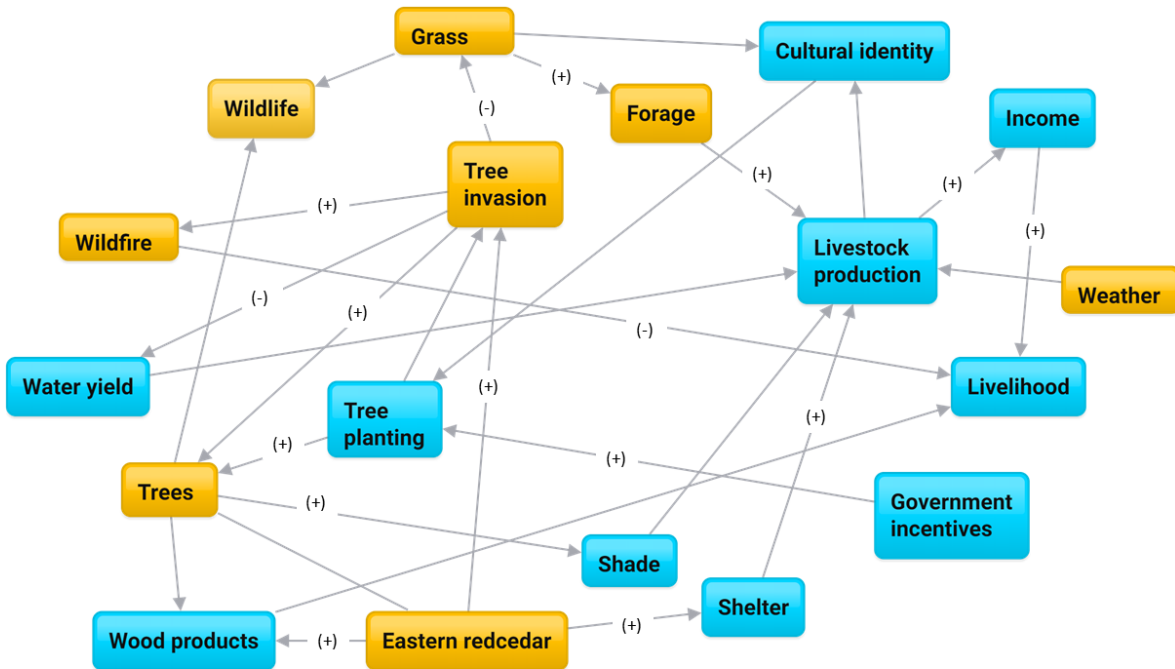 Grass
Cultural identity
(+)
Wildlife
(-)
Forage
Income
Tree
invasion
(+)
(+)
(+)
Wildfire
Livestock
production
(+)
Weather
(-)
(+)
(-)
Water yield
(+)
Tree
planting
Livelihood
(+)
(+)
(+)
Trees
(+)
Government
incentives
Shade
Shelter
Wood products
(+)
Eastern redcedar
(+)